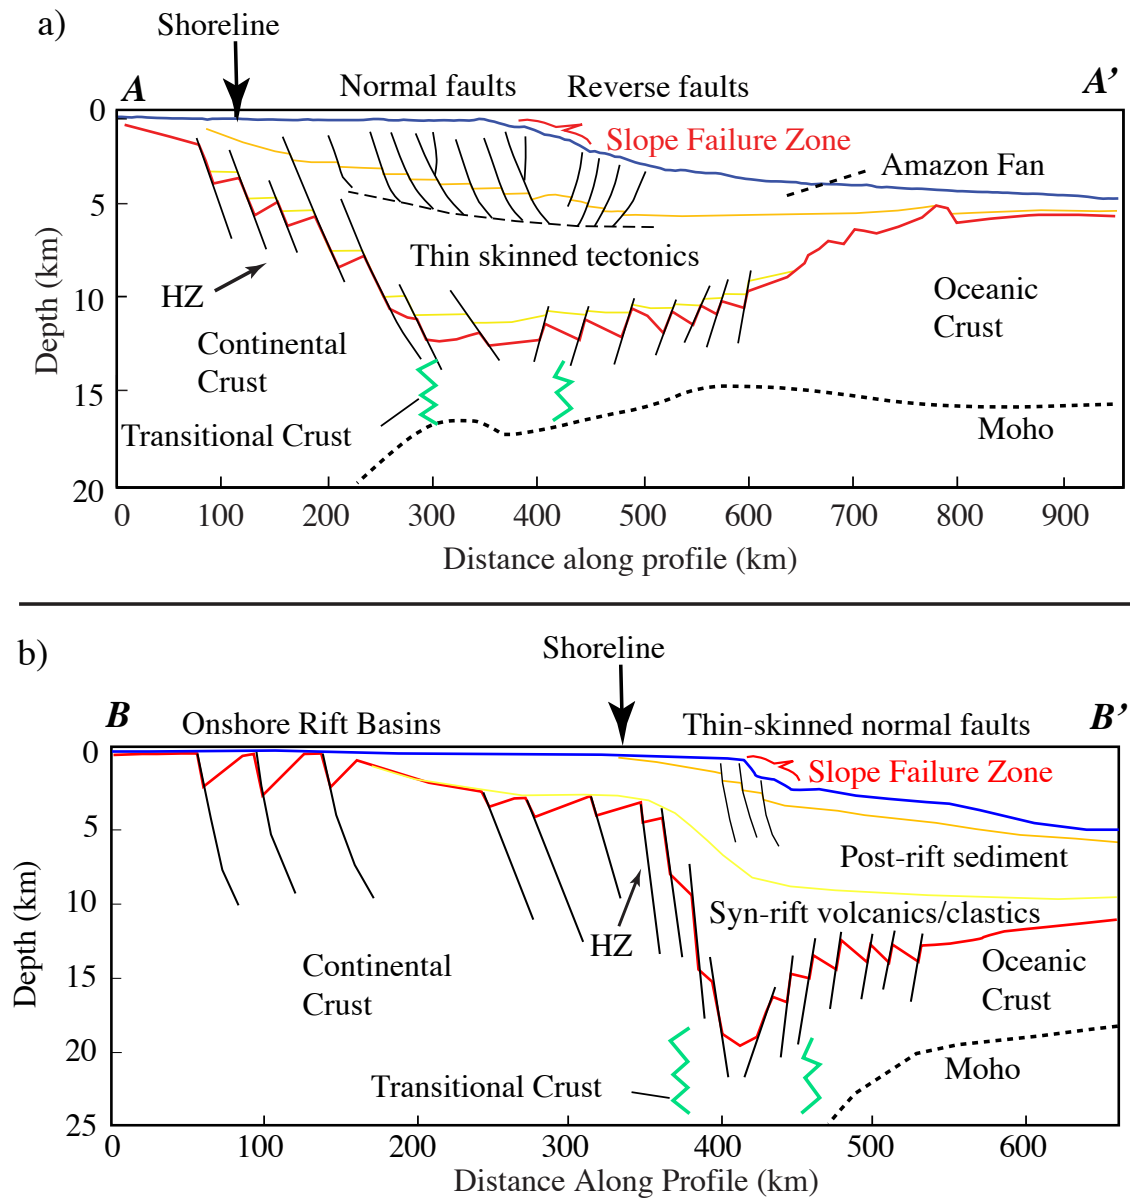 a)
Shoreline
A
Normal faults
Reverse faults
A’
Slope Failure Zone
Amazon Fan
Thin skinned tectonics
HZ
Oceanic
Crust
Continental
Crust
Transitional Crust
Moho
Depth (km)
0
5
10
15
20
0 100 200 300 400 500 600 700 800 900
Distance along profile (km)
b)
Shoreline
B
Onshore Rift Basins
Thin-skinned normal faults
B’
Slope Failure Zone
Post-rift sediment
Syn-rift volcanics/clastics
HZ
Continental
Crust
Oceanic
Crust
Transitional Crust
Moho
Depth (km)
0
5
10
15
20
25
0 100 200 300 400 500 600
Distance Along Profile (km)